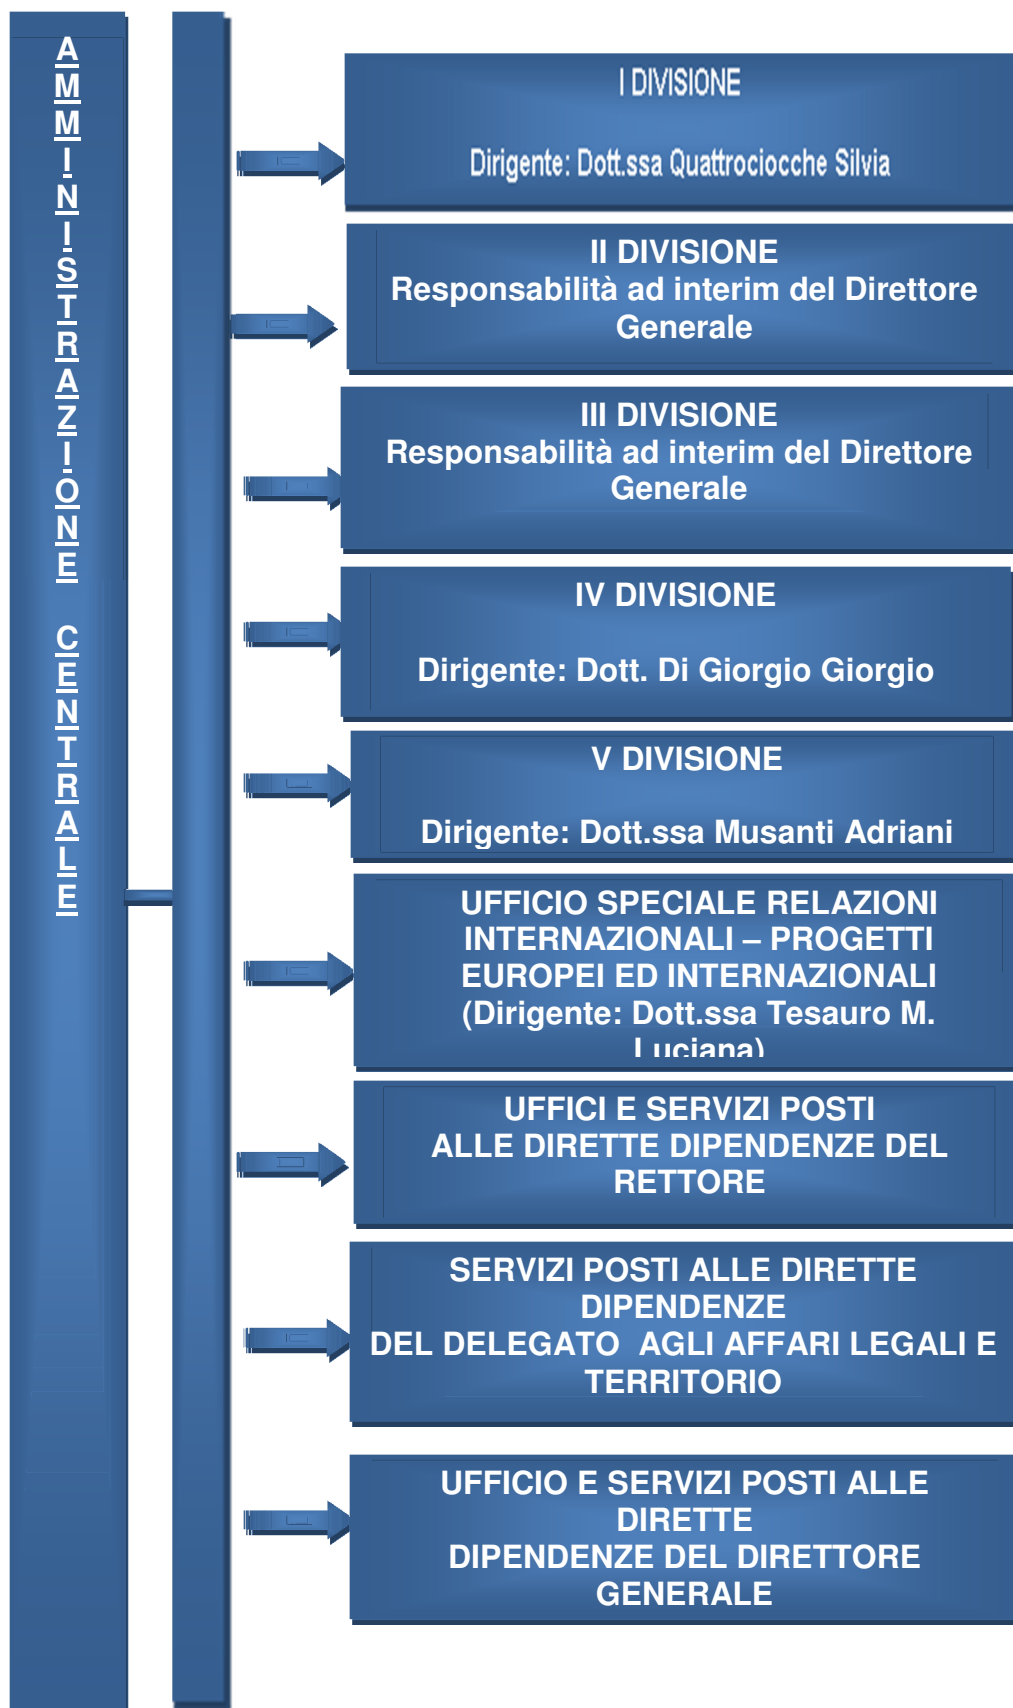 AMMINISTRAZIONE CENTRALE
I DIVISIONE
Dirigente: Dott.ssa Quattrociocche Silvia
II DIVISIONE
Responsabilità ad interim del Direttore
Generale
III DIVISIONE
Responsabilità ad interim del Direttore
Generale
IV DIVISIONE
Dirigente: Dott. Di Giorgio Giorgio
V DIVISIONE
Dirigente: Dott.ssa Musanti Adriani
UFFICIO SPECIALE RELAZIONI
INTERNAZIONALI – PROGETTI
EUROPEI ED INTERNAZIONALI
(Dirigente: Dott.ssa Tesauro M.
Luciana)
UFFICI E SERVIZI POSTI
ALLE DIRETTE DIPENDENZE DEL
RETTORE
SERVIZI POSTI ALLE DIRETTE
DIPENDENZE
DEL DELEGATO AGLI AFFARI LEGALI E
TERRITORIO
UFFICIO E SERVIZI POSTI ALLE
DIRETTE
DIPENDENZE DEL DIRETTORE
GENERALE